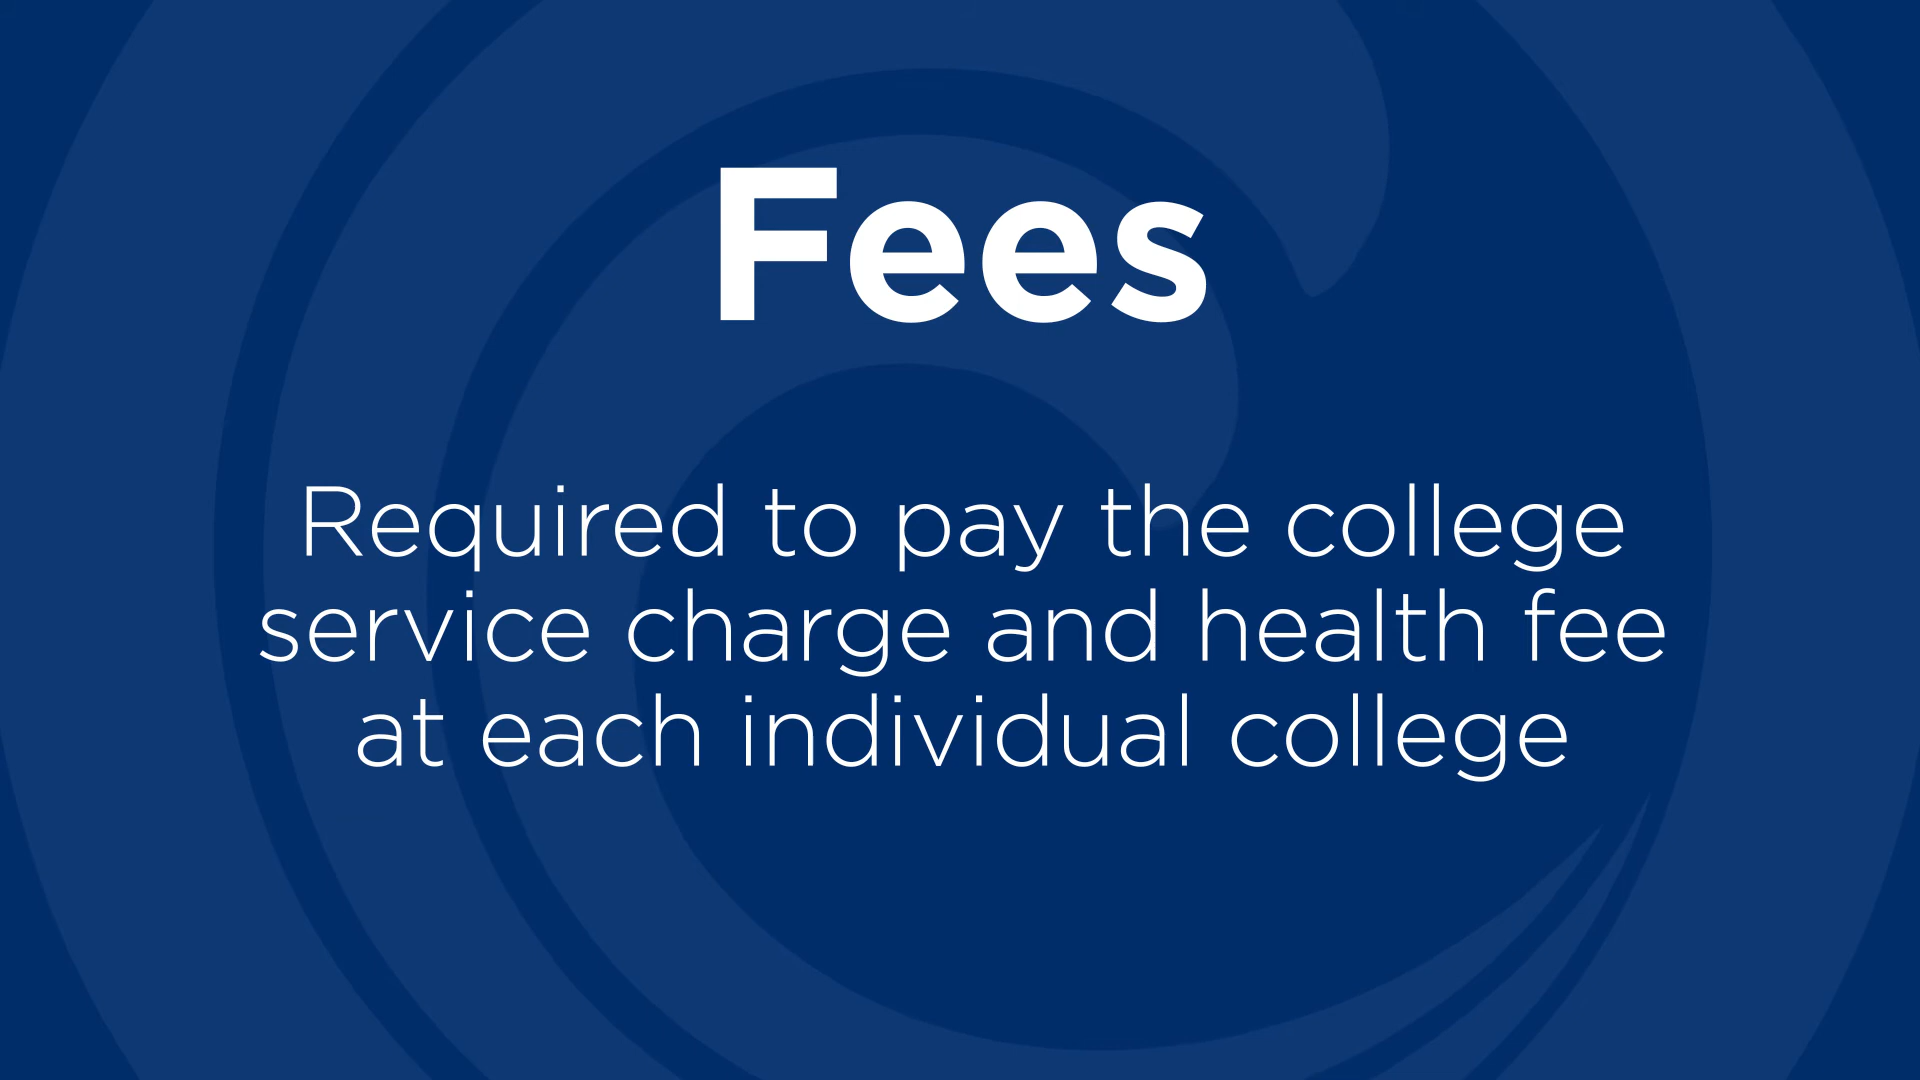 Fees
Required to pay the college
service charge and health fee
at each individual college